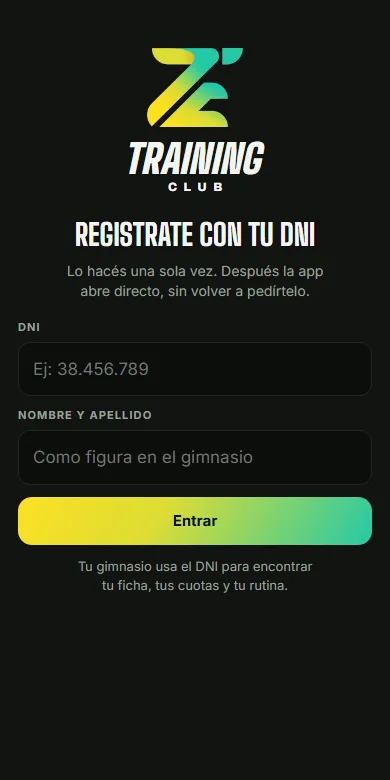 TRAINING
CLUB
REGISTRATE CON TU DNI
Lo hacés una sola vez. Después la app
abre directo, sin volver a pedírtelo.
DNI
Ej: 38.456.789
NOMBRE Y APELLIDO
Como figura en el gimnasio
Entrar
Tu gimnasio usa el DNI para encontrar
tu ficha, tus cuotas y tu rutina.